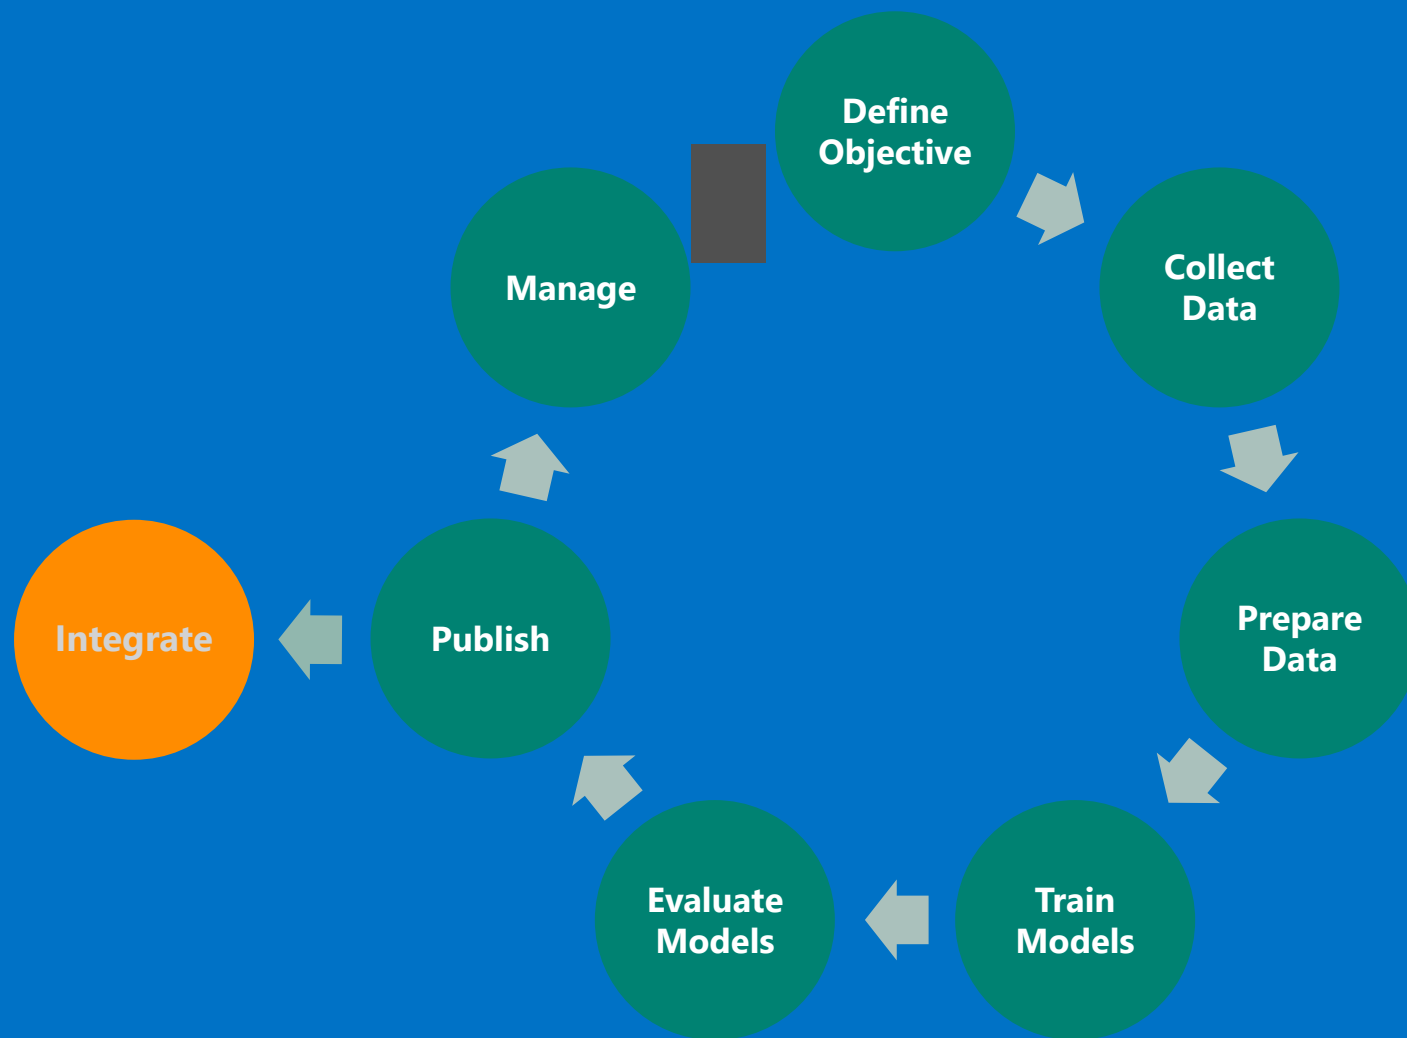 Define
Objective
Collect
Data
Manage
Prepare
Data
Integrate
Publish
Train
Models
Evaluate
Models